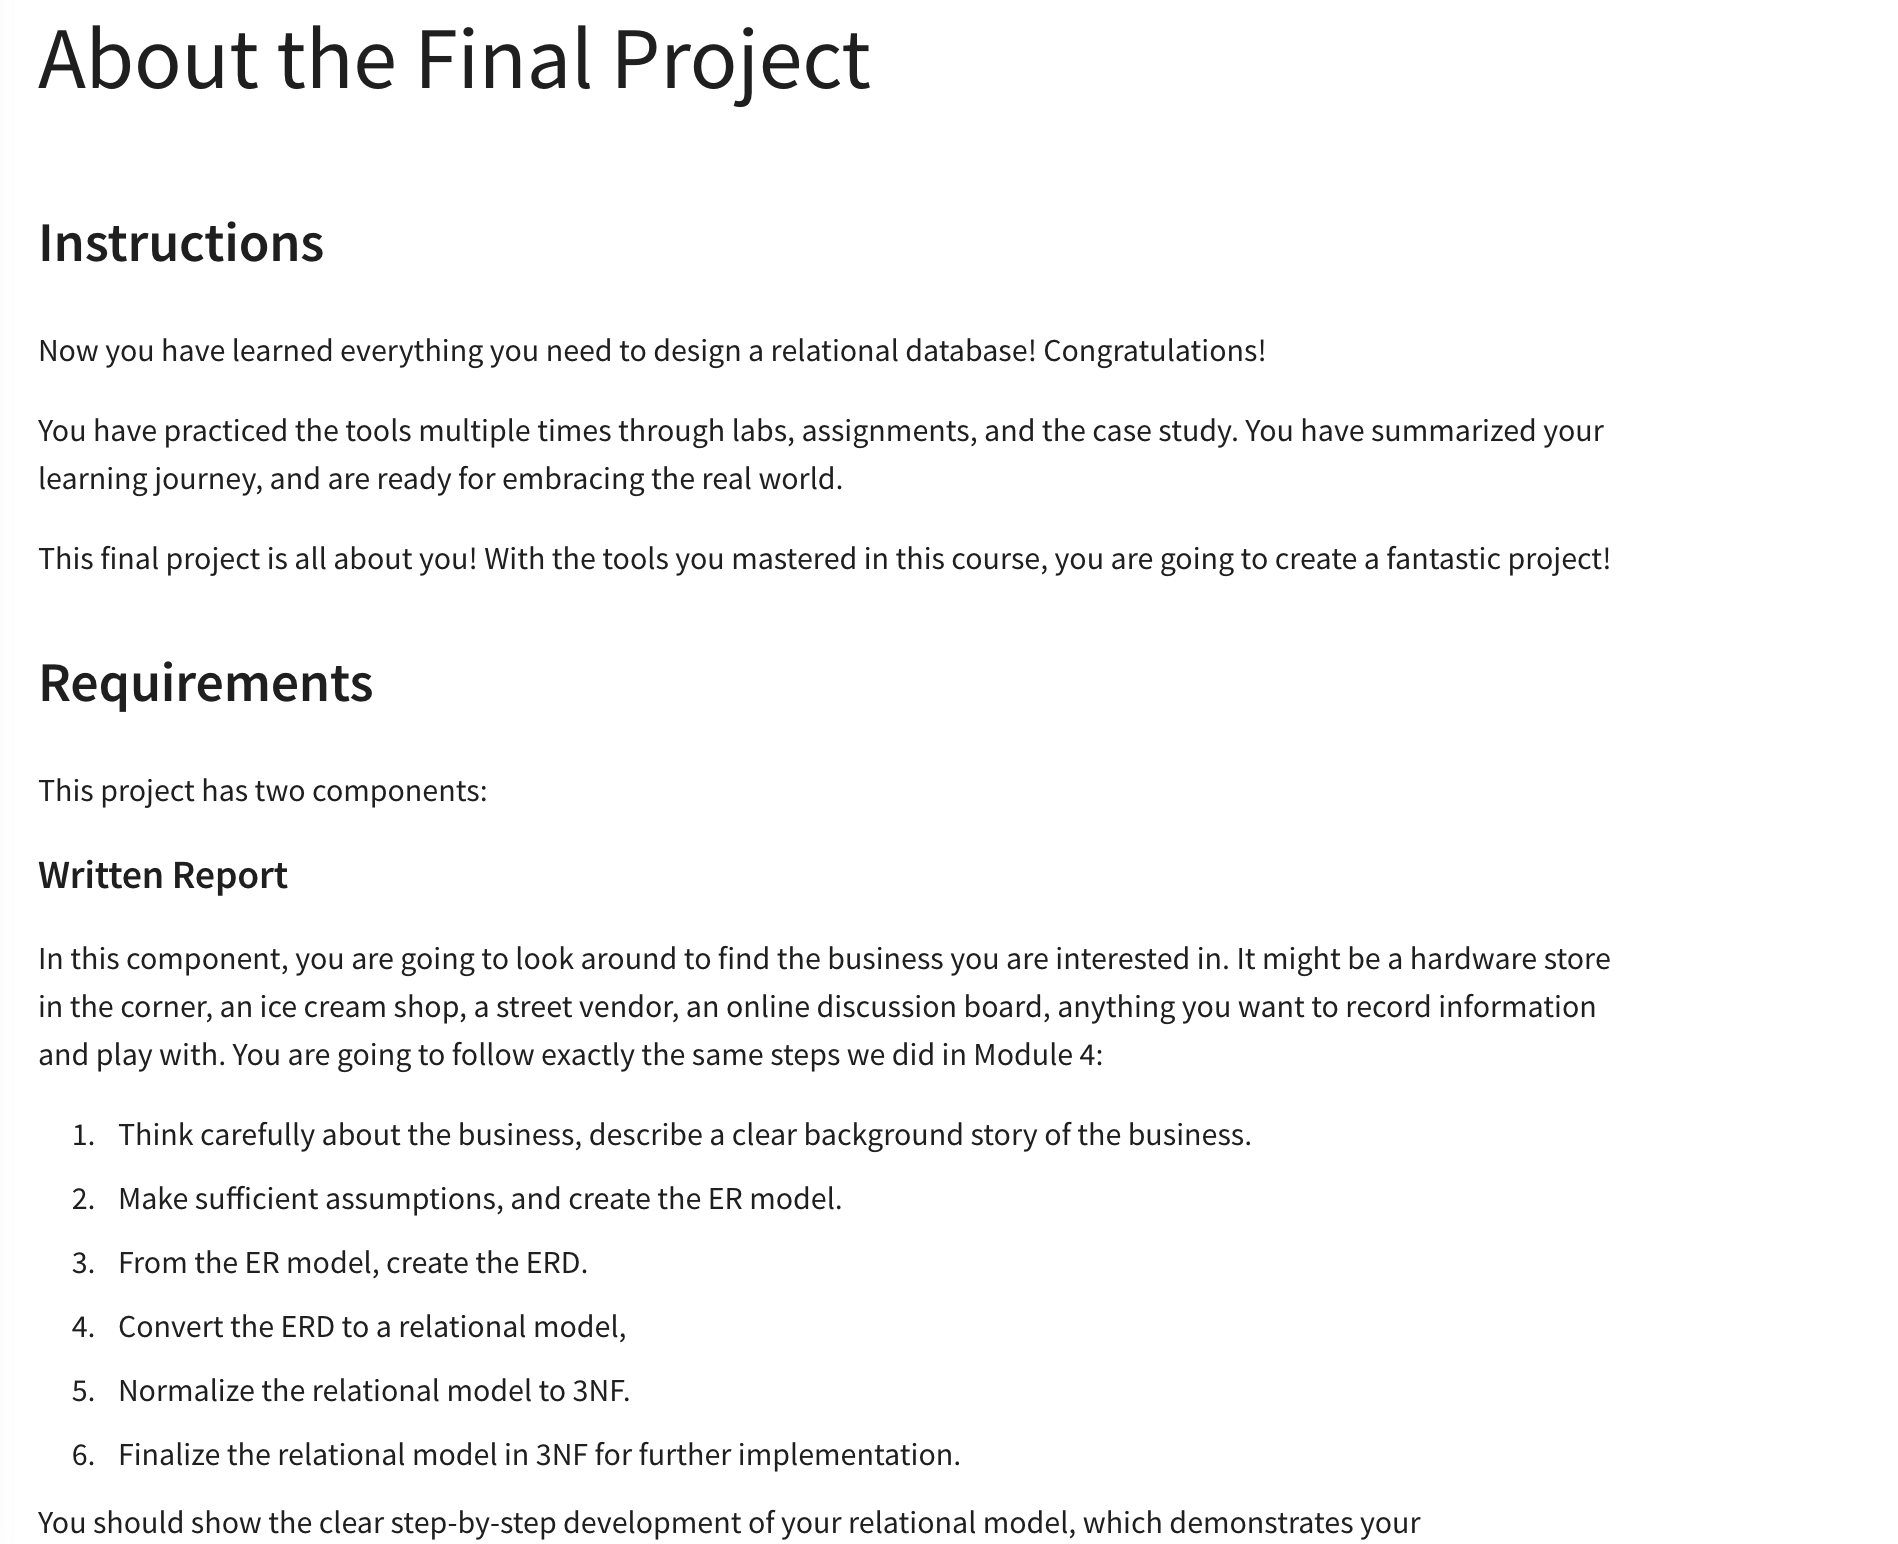 About the Final Project
Instructions
Now you have learned everything you need to design a relational database! Congratulations!
You have practiced the tools multiple times through labs, assignments, and the case study. You have summarized your
learning journey, and are ready for embracing the real world.
This final project is all about you! With the tools you mastered in this course, you are going to create a fantastic project!
Requirements
This project has two components:
Written Report
In this component, you are going to look around to find the business you are interested in. It might be a hardware store
in the corner, an ice cream shop, a street vendor, an online discussion board, anything you want to record information
and play with. You are going to follow exactly the same steps we did in Module 4:
1. Think carefully about the business, describe a clear background story of the business.
2. Make sufficient assumptions, and create the ER model.
3. From the ER model, create the ERD.
4. Convert the ERD to a relational model,
5. Normalize the relational model to 3NF.
6. Finalize the relational model in 3NF for further implementation.
You should show the clear step-by-step development of your relational model, which demonstrates your